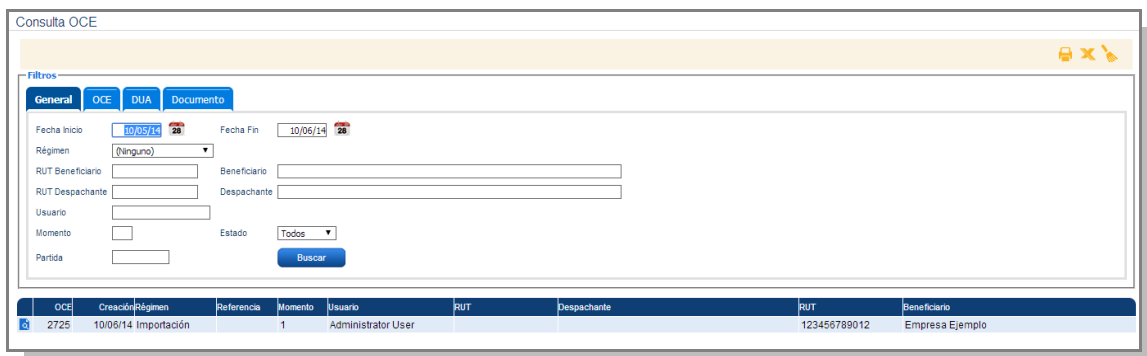 Consulta OCE
Filtros
General OCE DUA Documento
Fecha Inicio 10/05/14 28 Fecha Fin 10/06/14 28
Régimen (Ninguno)
RUT Beneficiario Beneficiario
RUT Despachante Despachante
Usuario
Momento Estado Todos
Partida Buscar
OCE Creación Régimen Referencia Momento Usuario RUT Despachante RUT Beneficiario
2725 10/06/14 Importación 1 Administrator User 123456789012 Empresa Ejemplo